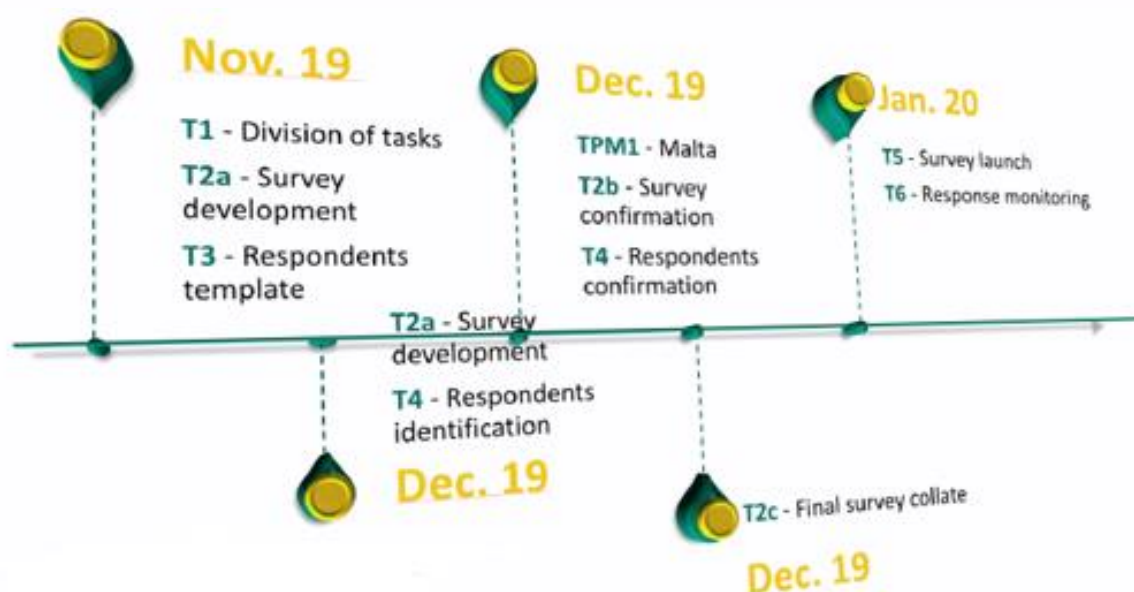 Nov. 19
T1 - Division of tasks
T2a - Survey
development
T3 - Respondents
template
T2a - Survey
development
T4 - Respondents
identification
Dec. 19
Dec. 19
TPM1 - Malta
T2b - Survey
confirmation
T4 - Respondents
confirmation
T2c - Final survey collate
Dec. 19
Jan. 20
T5 - Survey launch
T6 - Response monitoring